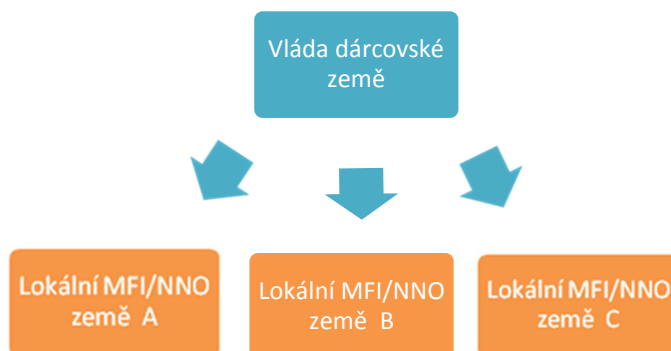 Vláda dárcovské
země
Lokální MFI/NNO
země A
Lokální MFI/NNO
země B
Lokální MFI/NNO
země C